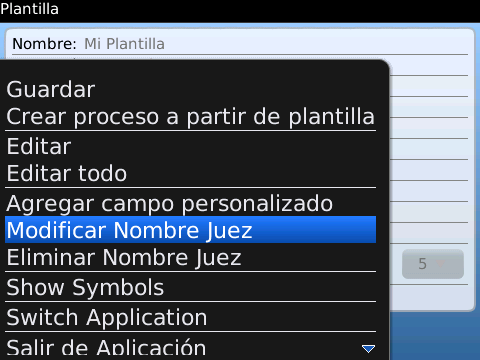 Plantilla
Nombre: Mi Plantilla
Guardar
Crear proceso a partir de plantilla
Editar
Editar todo
Agregar campo personalizado
Modificar Nombre Juez
Eliminar Nombre Juez
5
Show Symbols
Switch Application
Salir de Aplicación